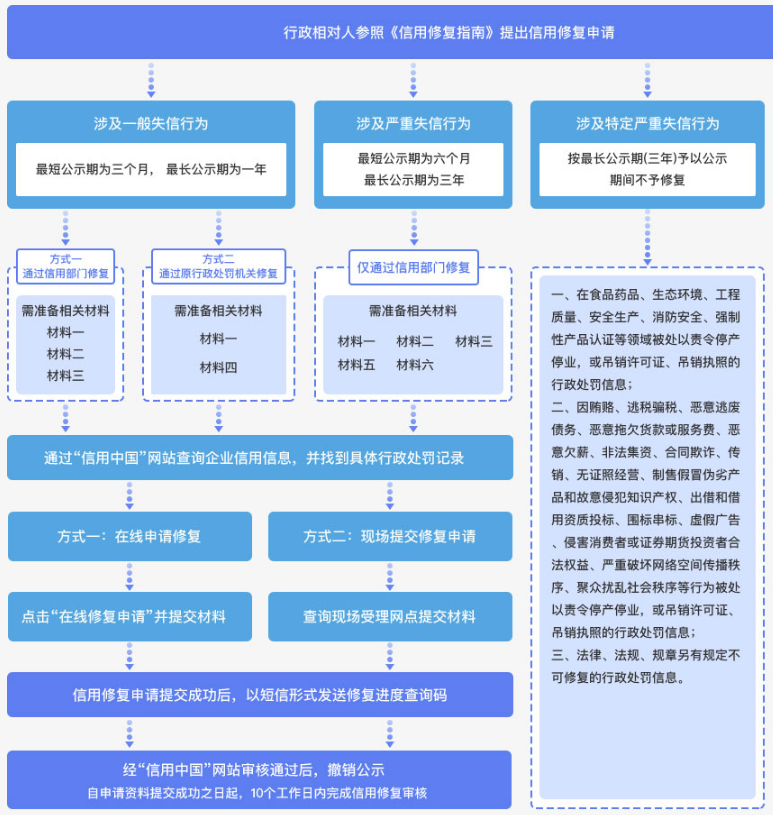 行政相对人参照《信用修复指南》提出信用修复申请
涉及一般失信行为
最短公示期为三个月，最长公示期为一年
涉及严重失信行为
最短公示期为六个月
最长公示期为三年
涉及特定严重失信行为
按最长公示期(三年)予以公示
期间不予修复
方式一
通过信用部门修复
需准备相关材料
材料一
材料二
材料三
方式二
通过原行政处罚机关修复
需准备相关材料
材料一
材料四
仅通过信用部门修复
需准备相关材料
材料一 材料二 材料三
材料五 材料六
一、在食品药品、生态环境、工程
质量、安全生产、消防安全、强制
性产品认证等领域被处以责令停产
停业，或吊销许可证、吊销执照的
行政处罚信息；
二、因贿赂、逃税骗税、恶意逃废
债务、恶意拖欠货款或服务费、恶
意欠薪、非法集资、合同欺诈、传
销、无证照经营、制售假冒伪劣产
品和故意侵犯知识产权、出借和借
用资质投标、围标串标、虚假广告
、侵害消费者或证券期货投资者合
法权益、严重破坏网络空间传播秩
序、聚众扰乱社会秩序等行为被处
以责令停产停业，或吊销许可证、
吊销执照的行政处罚信息；
三、法律、法规、规章另有规定不
可修复的行政处罚信息。
通过“信用中国”网站查询企业信用信息，并找到具体行政处罚记录
方式一：在线申请修复
方式二：现场提交修复申请
点击“在线修复申请”并提交材料
查询现场受理网点提交材料
信用修复申请提交成功后，以短信形式发送修复进度查询码
经“信用中国”网站审核通过后，撤销公示
自申请资料提交成功之日起，10个工作日内完成信用修复审核